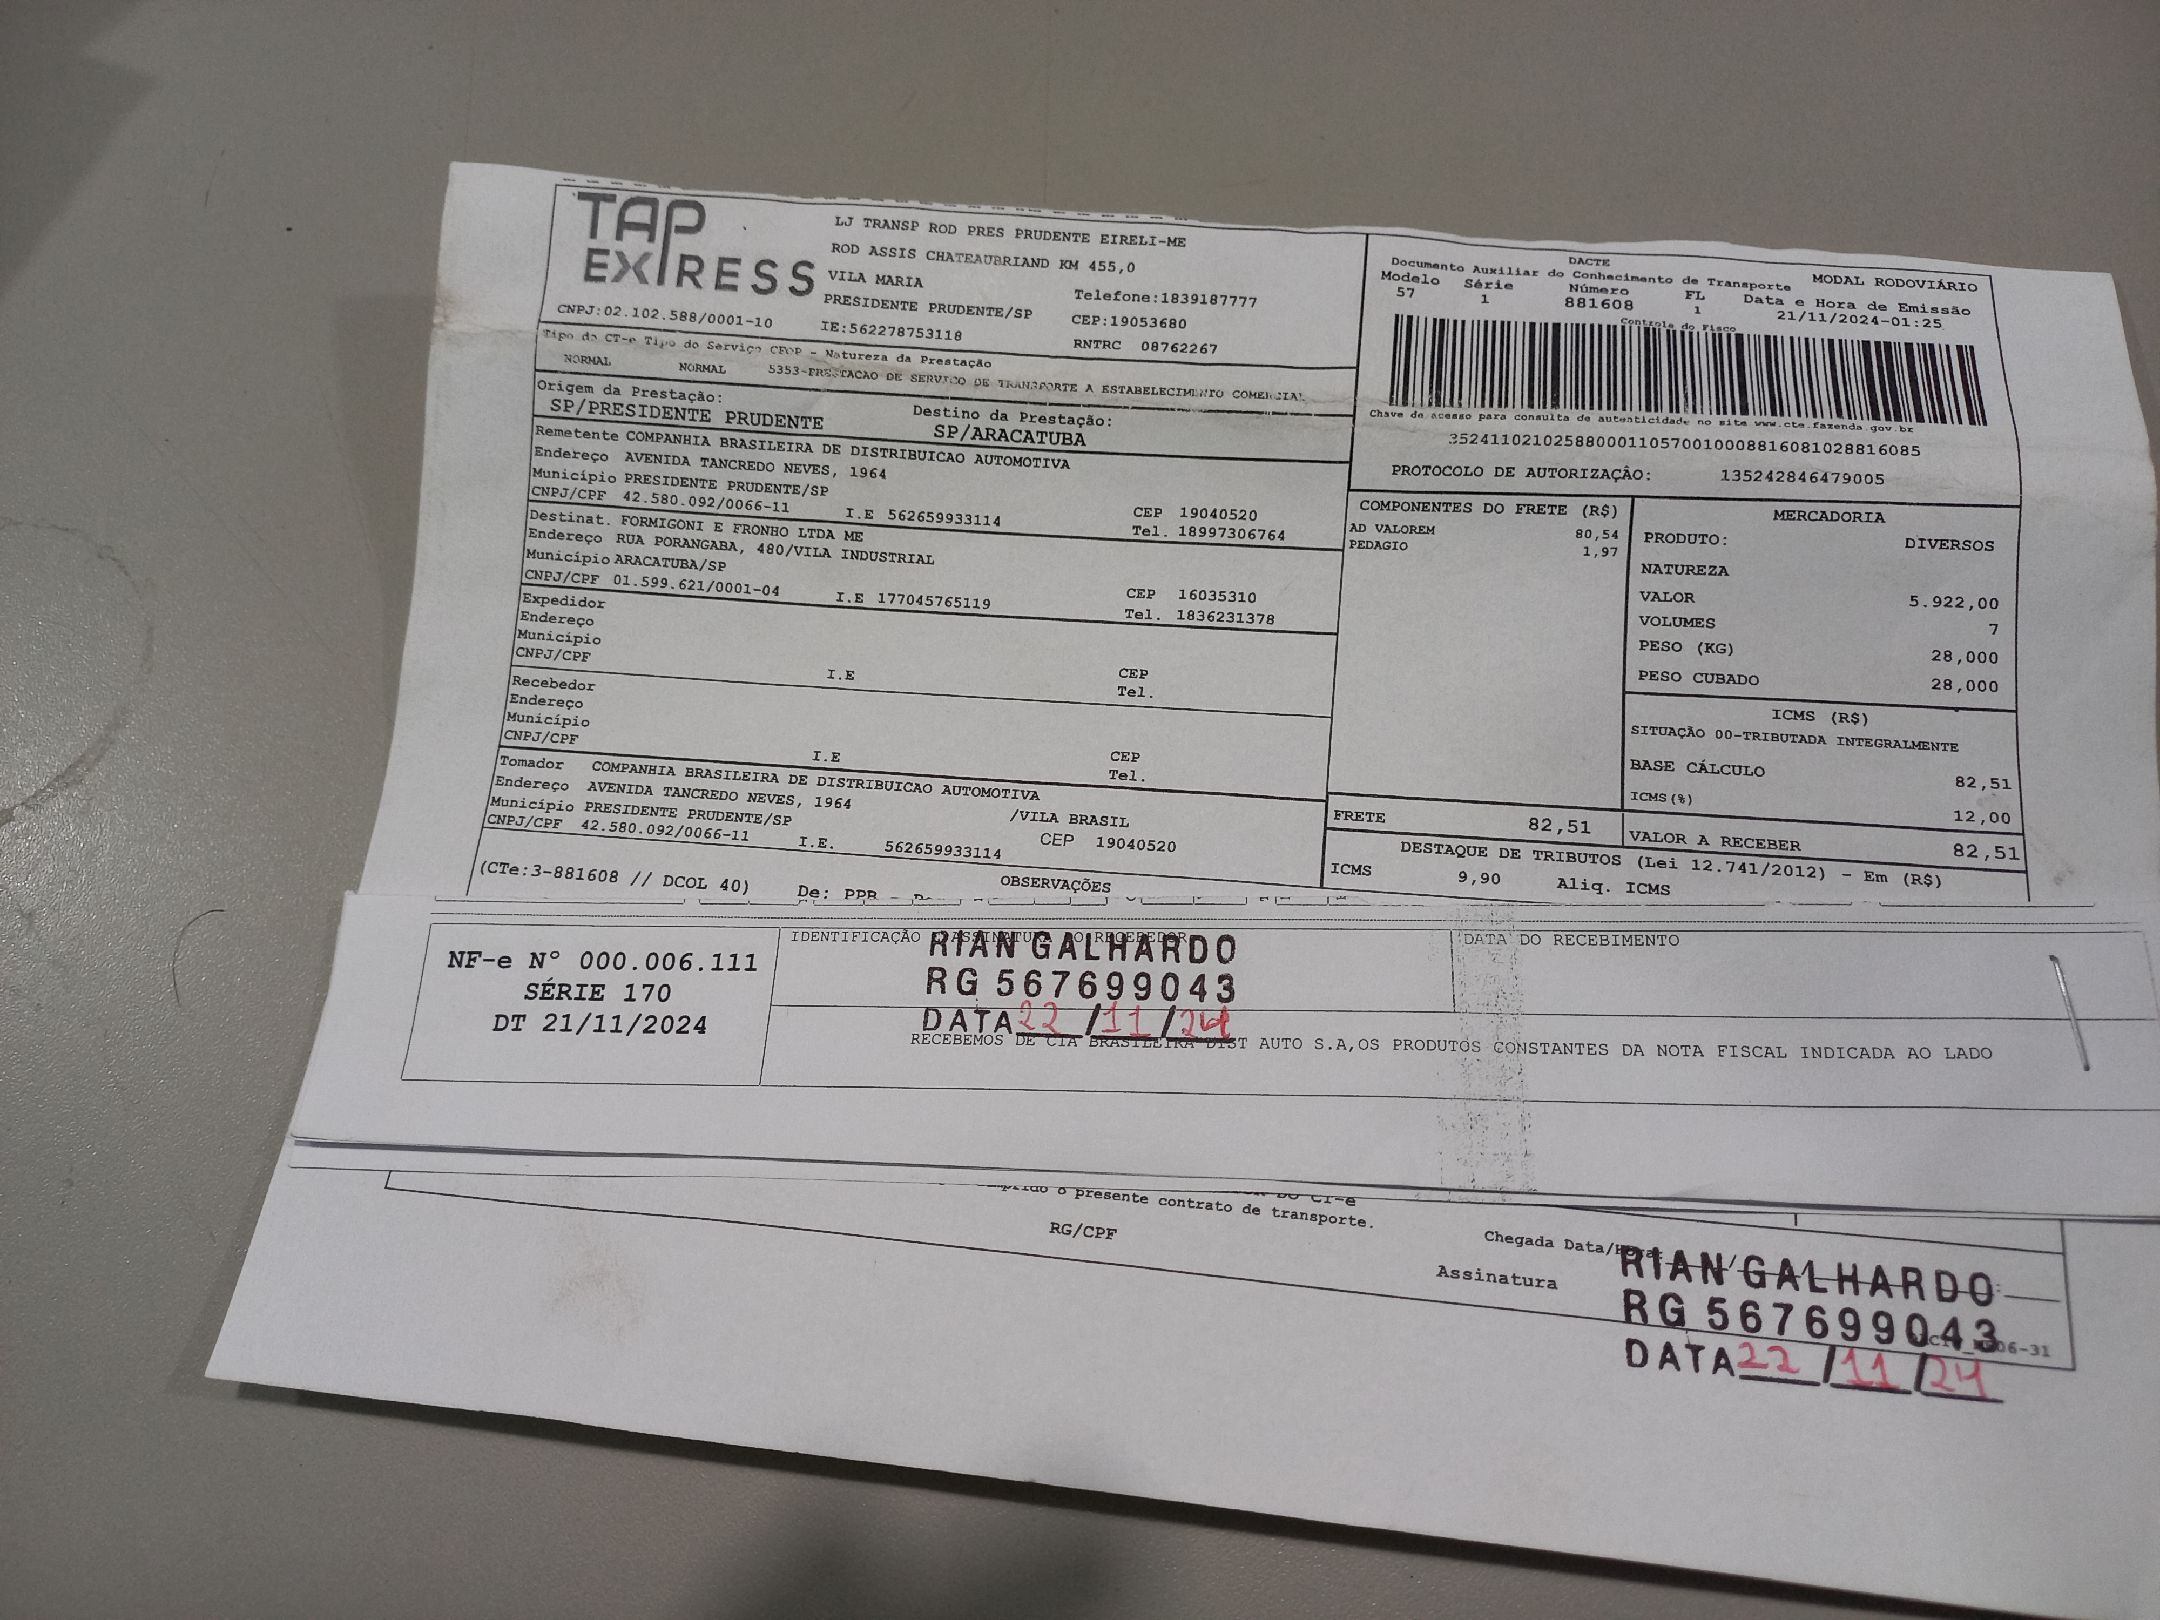 TAP
EXPRESS
LJ TRANSP ROD PRES PRUDENTE EIRELI-ME
ROD ASSIS CHATEAUBRIAND KM 455,0
VILA MARIA
PRESIDENTE PRUDENTE/SP
Telefone:1839187777
CEP:19053680
CNPJ:02.102.588/0001-10
IE:562278753118
RNTRC 08762267
Tipo do CT-e Tipo do Serviço CFOP - Natureza da Prestação
NORMAL NORMAL 5353-PRESTACAO DE SERVICO DE TRANSPORTE A ESTABELECIMENTO COMERCIAL
Origem da Prestação: Destino da Prestação:
SP/PRESIDENTE PRUDENTE SP/ARACATUBA
Remetente COMPANHIA BRASILEIRA DE DISTRIBUICAO AUTOMOTIVA
Endereço AVENIDA TANCREDO NEVES, 1964
Município PRESIDENTE PRUDENTE/SP CEP 19040520
CNPJ/CPF 42.580.092/0066-11 I.E 562659933114 Tel. 18997306764
Destinat. FORMIGONI E FRONHO LTDA ME
Endereço RUA PORANGABA, 480/VILA INDUSTRIAL
Município ARACATUBA/SP CEP 16035310
CNPJ/CPF 01.599.621/0001-04 I.E 177045765119 Tel. 1836231378
Expedidor
Endereço
Município CEP
CNPJ/CPF I.E Tel.
Recebedor
Endereço
Município CEP
CNPJ/CPF I.E Tel.
Tomador COMPANHIA BRASILEIRA DE DISTRIBUICAO AUTOMOTIVA
Endereço AVENIDA TANCREDO NEVES, 1964 /VILA BRASIL
Município PRESIDENTE PRUDENTE/SP CEP 19040520
CNPJ/CPF 42.580.092/0066-11 I.E. 562659933114
OBSERVAÇÕES
(CTe:3-881608 // DCOL 40) De: PPR -
DACTE
Documento Auxiliar do Conhecimento de Transporte MODAL RODOVIÁRIO
Modelo Série Número FL Data e Hora de Emissão
57 1 881608 1 21/11/2024-01:25
Controle do Fisco
Chave de acesso para consulta de autenticidade no site www.cte.fazenda.gov.br
35241102102588000110570010008816081028816085
PROTOCOLO DE AUTORIZAÇÂO: 135242846479005
COMPONENTES DO FRETE (R$)
AD VALOREM 80,54
PEDAGIO 1,97
FRETE 82,51
MERCADORIA
PRODUTO: DIVERSOS
NATUREZA
VALOR 5.922,00
VOLUMES 7
PESO (KG) 28,000
PESO CUBADO 28,000
ICMS (R$)
SITUAÇÃO 00-TRIBUTADA INTEGRALMENTE
BASE CÁLCULO 82,51
ICMS(%) 12,00
VALOR A RECEBER 82,51
DESTAQUE DE TRIBUTOS (Lei 12.741/2012) - Em (R$)
ICMS 9,90 Aliq. ICMS
NF-e Nº 000.006.111
SÉRIE 170
DT 21/11/2024
IDENTIFICAÇÃO E ASSINATURA DO RECEBEDOR
DATA DO RECEBIMENTO
RIAN GALHARDO
RG 567699043
DATA 22/11/24
RECEBEMOS DE CIA BRASILEIRA DIST AUTO S.A,OS PRODUTOS CONSTANTES DA NOTA FISCAL INDICADA AO LADO
DO CT-e
o presente contrato de transporte.
RG/CPF
Chegada Data/Hora:
Assinatura
RIAN GALHARDO
RG 567699043
DATA 22/11/24
06-31